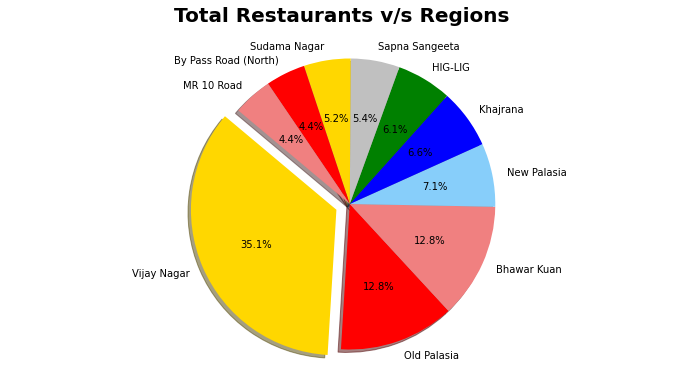 Total Restaurants v/s Regions
Sudama Nagar
Sapna Sangeeta
By Pass Road (North)
HIG-LIG
MR 10 Road
Khajrana
5.2%
5.4%
4.4%
6.1%
4.4%
6.6%
New Palasia
7.1%
12.8%
35.1%
Vijay Nagar
Bhawar Kuan
12.8%
Old Palasia